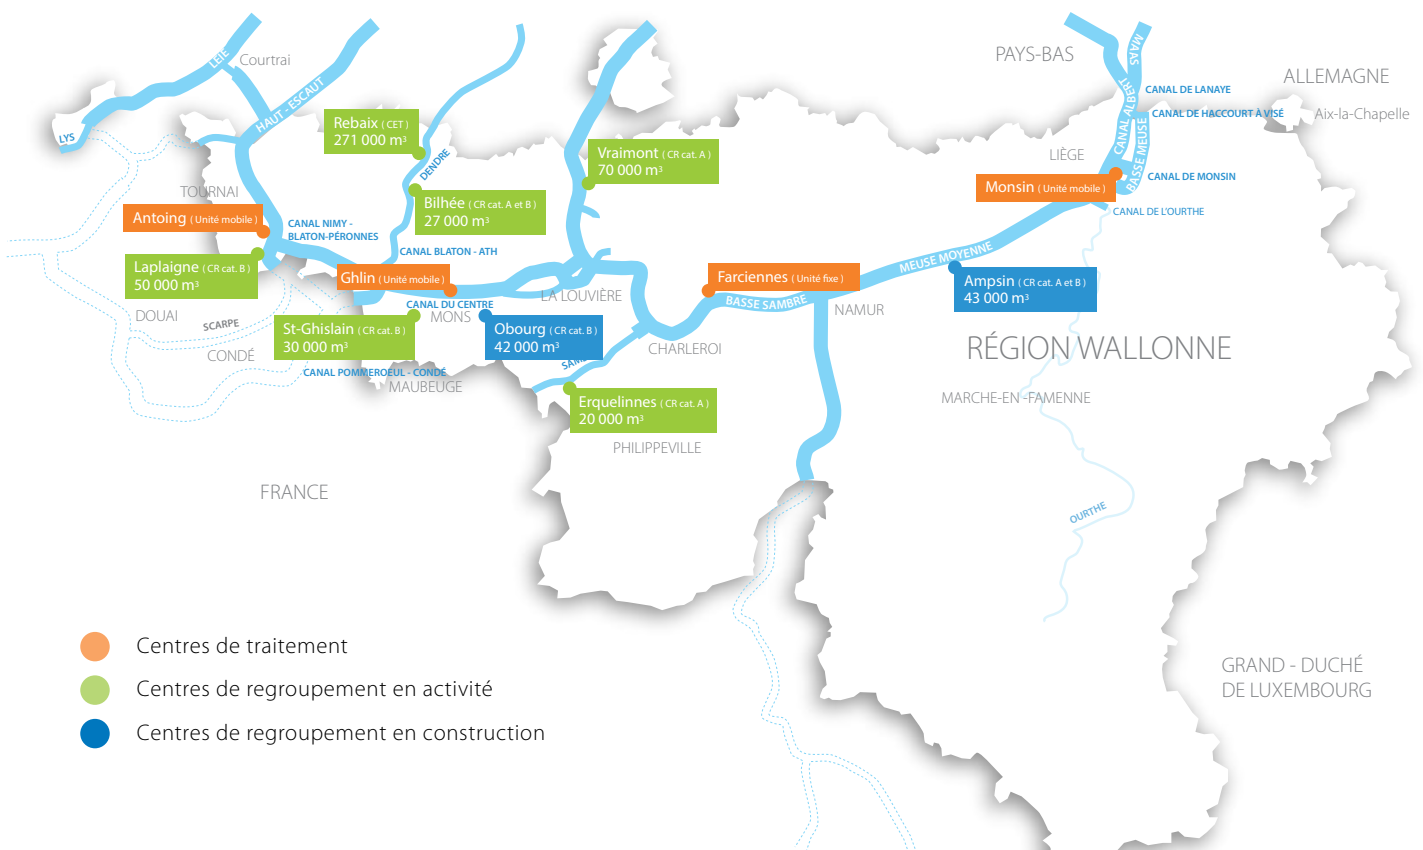 PAYS-BAS
ALLEMAGNE
Aix-la-Chapelle
Courtrai
LEIE
LYS
HAUT - ESCAUT
MAAS
CANAL ALBERT
BASSE MEUSE
CANAL DE LANAYE
CANAL DE HACCOURT À VISÉ
LIÈGE
CANAL DE MONSIN
CANAL DE L'OURTHE
Monsin ( Unité mobile )
Rebaix ( CET )
271 000 m³
DENDRE
Vraimont ( CR cat. A )
70 000 m³
TOURNAI
Bilhée ( CR cat. A et B )
27 000 m³
Antoing ( Unité mobile )
CANAL NIMY -
BLATON-PÉRONNES
CANAL BLATON - ATH
Laplaigne ( CR cat. B )
50 000 m³
Ghlin ( Unité mobile )
Farciennes ( Unité fixe )
MEUSE MOYENNE
Ampsin ( CR cat. A et B )
43 000 m³
LA LOUVIÈRE
BASSE SAMBRE
NAMUR
CANAL DU CENTRE
MONS
DOUAI
SCARPE
CONDÉ
St-Ghislain ( CR cat. B )
30 000 m³
Obourg ( CR cat. B )
42 000 m³
CHARLEROI
RÉGION WALLONNE
CANAL POMMEROEUL - CONDÉ
MAUBEUGE
Erquelinnes ( CR cat. A )
20 000 m³
MARCHE-EN -FAMENNE
PHILIPPEVILLE
FRANCE
OURTHE
Centres de traitement
Centres de regroupement en activité
Centres de regroupement en construction
GRAND - DUCHÉ
DE LUXEMBOURG